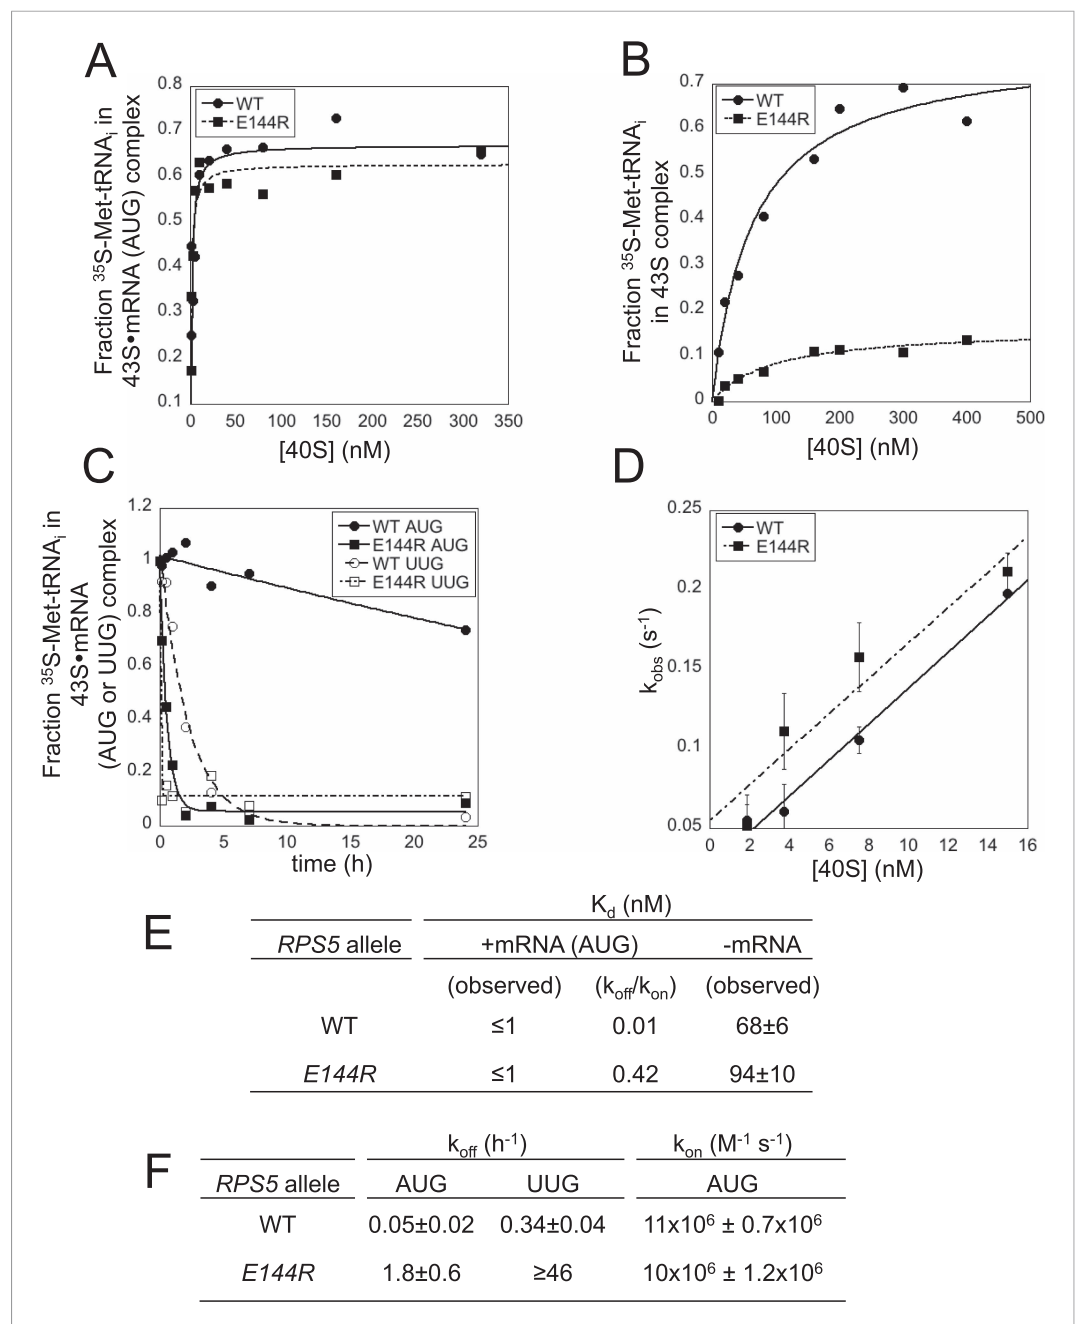 A
Fraction ³⁵S-Met-tRNAᵢ in
43S•mRNA (AUG) complex
0.8
0.7
0.6
0.5
0.4
0.3
0.2
0.1
WT
E144R
0 50 100 150 200 250 300 350
[40S] (nM)
B
Fraction ³⁵S-Met-tRNAᵢ
in 43S complex
0.7
0.6
0.5
0.4
0.3
0.2
0.1
0
WT
E144R
0 100 200 300 400 500
[40S] (nM)
C
Fraction ³⁵S-Met-tRNAᵢ in
43S•mRNA
(AUG or UUG) complex
1.2
1
0.8
0.6
0.4
0.2
0
WT AUG
E144R AUG
WT UUG
E144R UUG
0 5 10 15 20 25
time (h)
D
k_obs (s⁻¹)
0.25
0.2
0.15
0.1
0.05
WT
E144R
0 2 4 6 8 10 12 14 16
[40S] (nM)
E
K_d (nM)
RPS5 allele +mRNA (AUG) -mRNA
(observed) (k_off/k_on) (observed)
WT ≤1 0.01 68±6
E144R ≤1 0.42 94±10
F
k_off (h⁻¹) k_on (M⁻¹ s⁻¹)
RPS5 allele AUG UUG AUG
WT 0.05±0.02 0.34±0.04 11x10⁶ ± 0.7x10⁶
E144R 1.8±0.6 ≥46 10x10⁶ ± 1.2x10⁶